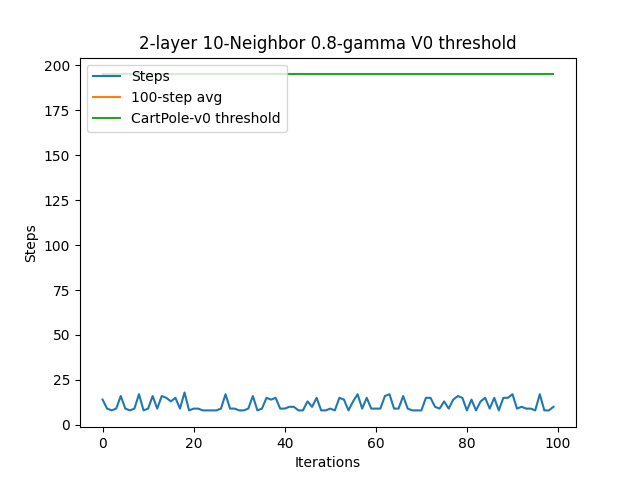 2-layer 10-Neighbor 0.8-gamma V0 threshold
200
175
150
125
100
75
50
25
0
Steps
Steps
100-step avg
CartPole-v0 threshold
0 20 40 60 80 100
Iterations